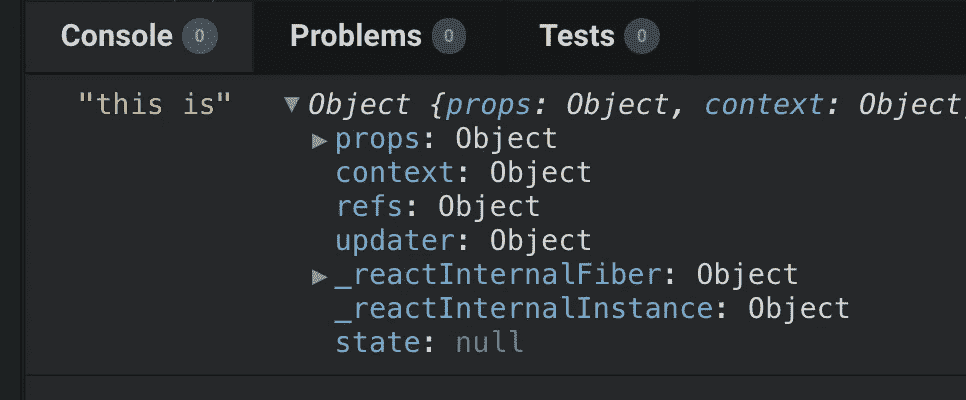 Console 0 Problems 0 Tests 0
"this is" ▼Object {props: Object, context: Object,
▶props: Object
context: Object
refs: Object
updater: Object
▶_reactInternalFiber: Object
_reactInternalInstance: Object
state: null